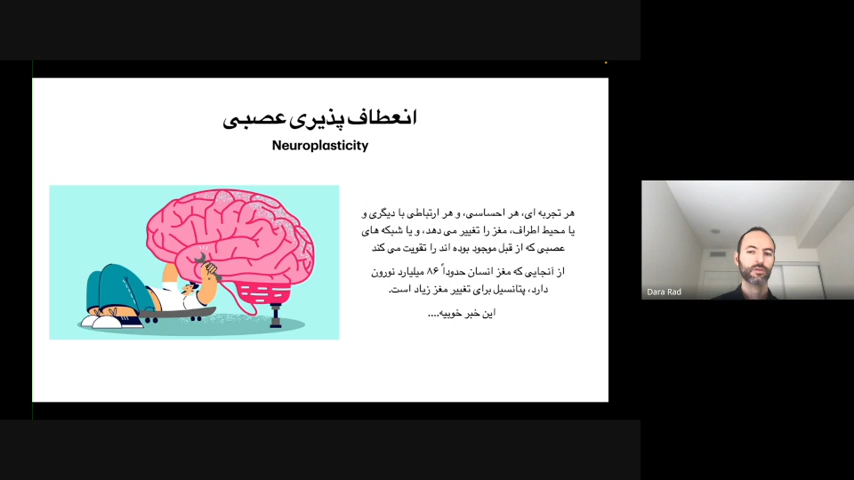 انعطاف پذیری عصبی
Neuroplasticity
هر تجربه ای، هر احساسی، و هر ارتباطی با دیگری و
یا محیط اطراف، مغز را تغییر می دهد، و یا شبکه های
عصبی که از قبل موجود بوده اند را تقویت می کند
از آنجایی که مغز انسان حدوداً ۸۶ میلیارد نورون
دارد، پتانسیل برای تغییر مغز زیاد است.
این خبر خوبیه....
Dara Rad